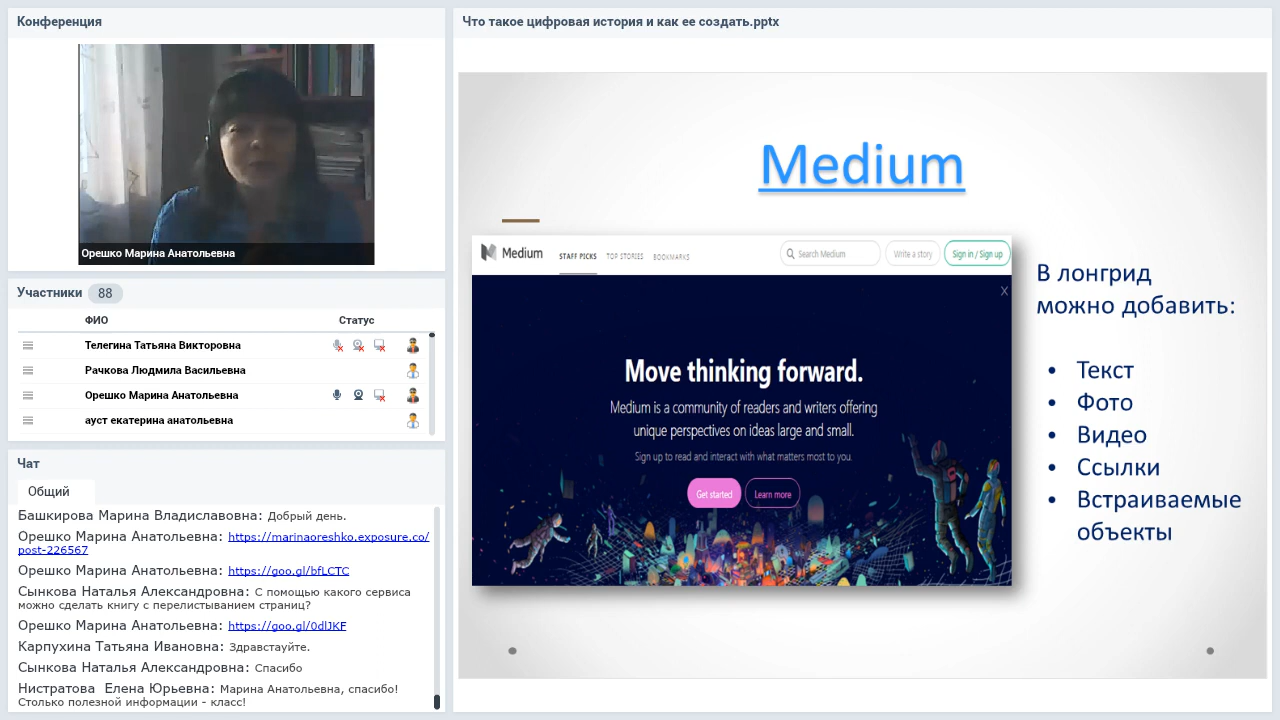 Конференция
Орешко Марина Анатольевна
Участники 88
ФИО Статус
Телегина Татьяна Викторовна
Рачкова Людмила Васильевна
Орешко Марина Анатольевна
ауст екатерина анатольевна
Чат
Общий
Башкирова Марина Владиславовна: Добрый день.
Орешко Марина Анатольевна: https://marinaoreshko.exposure.co/
post-226567
Орешко Марина Анатольевна: https://goo.gl/bfLCTC
Сынкова Наталья Александровна: С помощью какого сервиса
можно сделать книгу с перелистыванием страниц?
Орешко Марина Анатольевна: https://goo.gl/0dlJKF
Карпухина Татьяна Ивановна: Здравстауйте.
Сынкова Наталья Александровна: Спасибо
Нистратова Елена Юрьевна: Марина Анатольевна, спасибо!
Столько полезной информации - класс!
Что такое цифровая история и как ее создать.pptx
Medium
Medium STAFF PICKS TOP STORIES BOOKMARKS Search Medium Write a story Sign in / Sign up
X
Move thinking forward.
Medium is a community of readers and writers offering
unique perspectives on ideas large and small.
Sign up to read and interact with what matters most to you.
Get started Learn more
В лонгрид
можно добавить:
• Текст
• Фото
• Видео
• Ссылки
• Встраиваемые
объекты